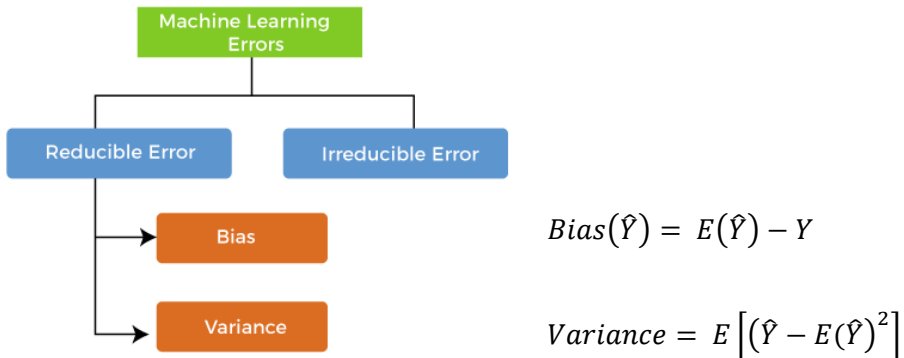 Machine Learning
Errors
Reducible Error
Irreducible Error
Bias
Bias(Ŷ) = E(Ŷ) − Y
Variance
Variance = E[(Ŷ − E(Ŷ)²]